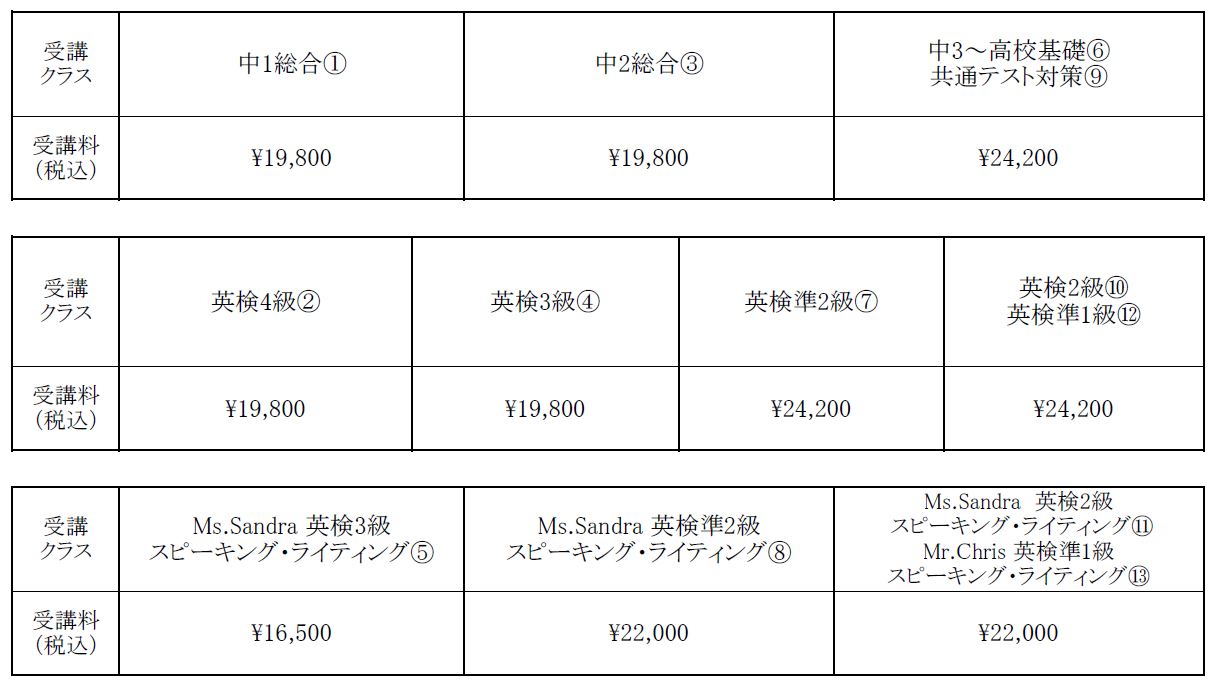 受講
クラス
中1総合①
中2総合③
中3～高校基礎⑥
共通テスト対策⑨
受講料
（税込）
¥19,800
¥19,800
¥24,200
受講
クラス
英検4級②
英検3級④
英検準2級⑦
英検2級⑩
英検準1級⑫
受講料
（税込）
¥19,800
¥19,800
¥24,200
¥24,200
受講
クラス
Ms.Sandra 英検3級
スピーキング・ライティング⑤
Ms.Sandra 英検準2級
スピーキング・ライティング⑧
Ms.Sandra 英検2級
スピーキング・ライティング⑪
Mr.Chris 英検準1級
スピーキング・ライティング⑬
受講料
（税込）
¥16,500
¥22,000
¥22,000